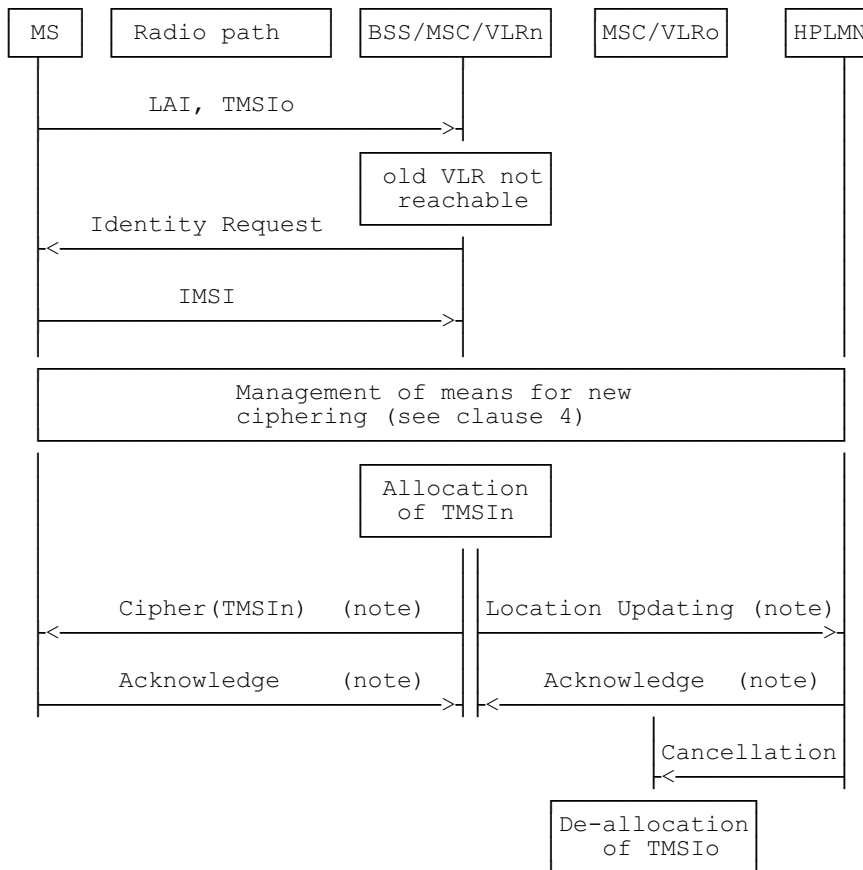 MS Radio path BSS/MSC/VLRn MSC/VLRo HPLMN
LAI, TMSIo
old VLR not
reachable
Identity Request
IMSI
Management of means for new
ciphering (see clause 4)
Allocation
of TMSIn
Cipher(TMSIn) (note) Location Updating (note)
Acknowledge (note) Acknowledge (note)
Cancellation
De-allocation
of TMSIo